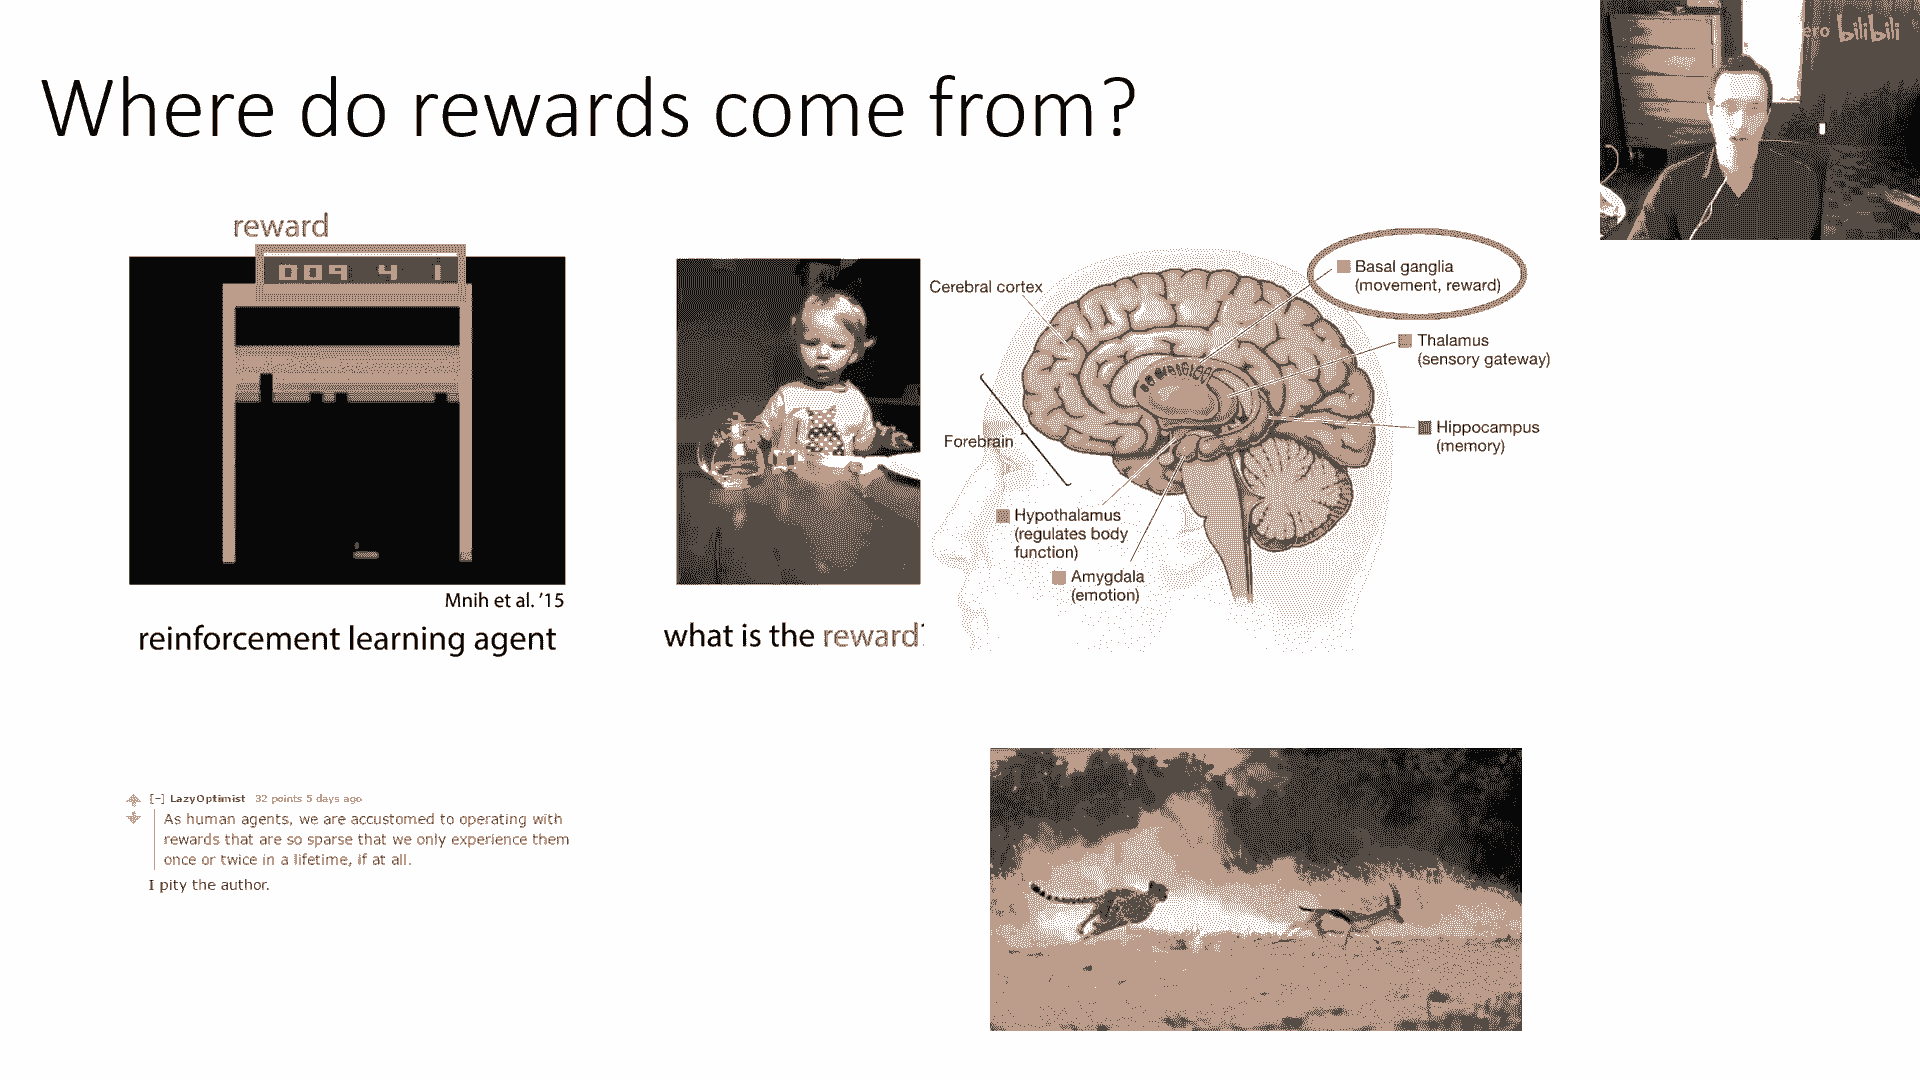 Where do rewards come from?
ero bilibili
reward
009 4 1
Mnih et al. '15
reinforcement learning agent
what is the reward?
Cerebral cortex
Forebrain
Basal ganglia
(movement, reward)
Thalamus
(sensory gateway)
Hippocampus
(memory)
Hypothalamus
(regulates body
function)
Amygdala
(emotion)
[–] LazyOptimist 32 points 5 days ago
As human agents, we are accustomed to operating with
rewards that are so sparse that we only experience them
once or twice in a lifetime, if at all.
I pity the author.